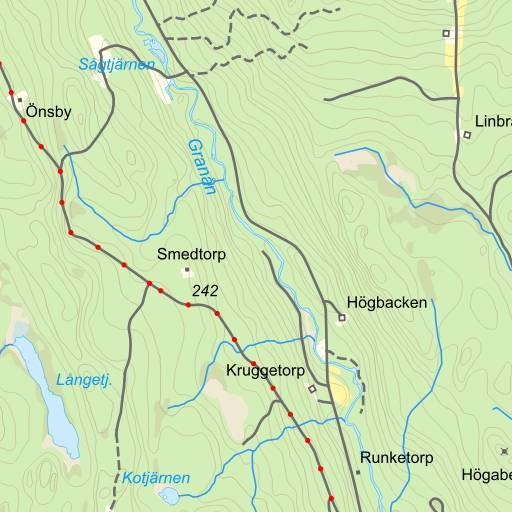 Sågtjärnen
Önsby
Linbra
Granån
Smedtorp
242
Högbacken
Kruggetorp
Långetj.
Runketorp
Kotjärnen
Högabe